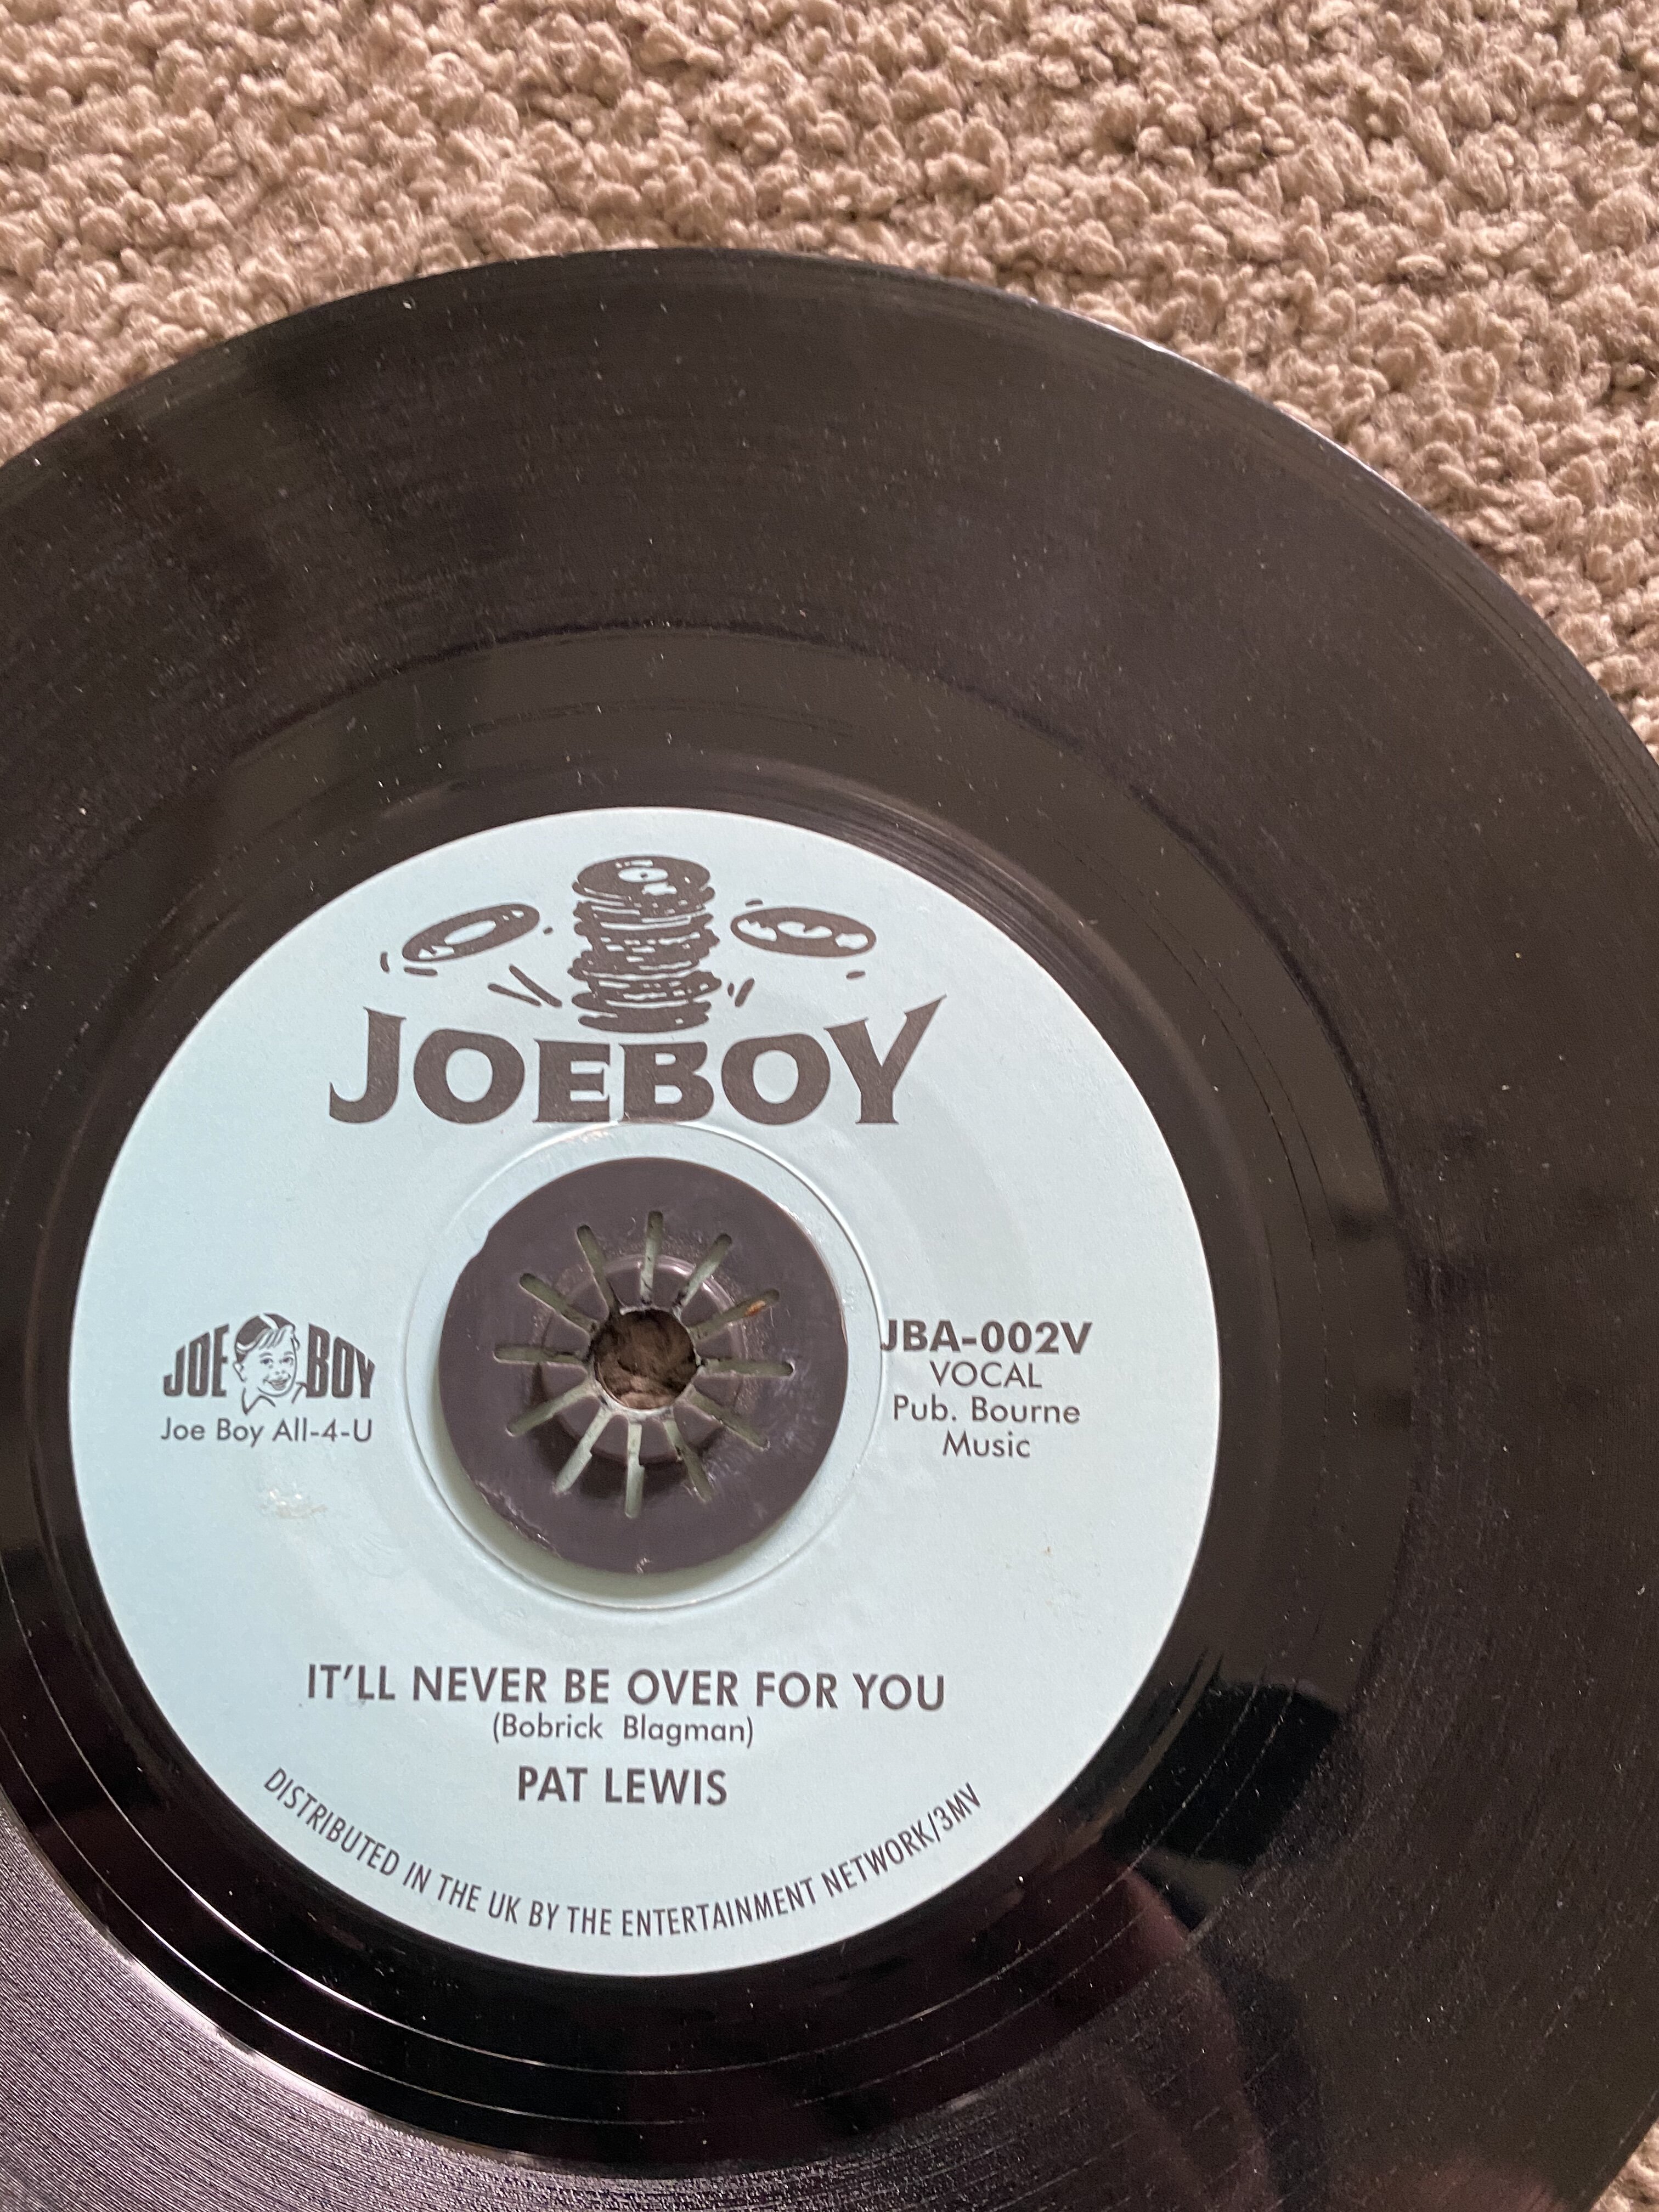 JOEBOY
JOE BOY
Joe Boy All-4-U
JBA-002V
VOCAL
Pub. Bourne
Music
IT'LL NEVER BE OVER FOR YOU
(Bobrick Blagman)
PAT LEWIS
DISTRIBUTED IN THE UK BY THE ENTERTAINMENT NETWORK/3MV